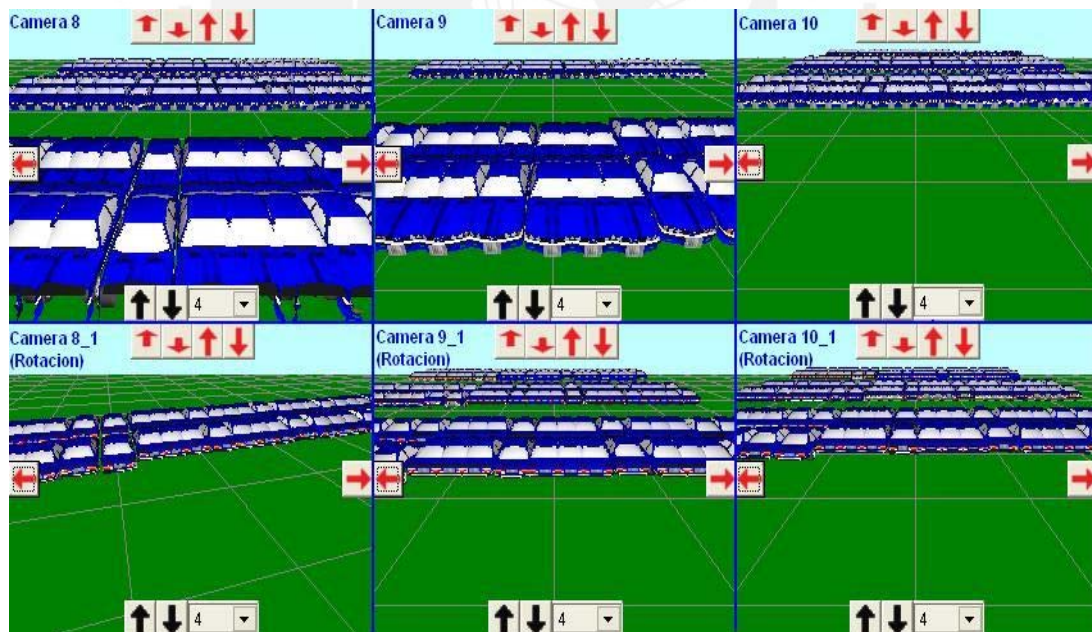 Camera 8
Camera 9
Camera 10
4
4
4
Camera 8_1
(Rotacion)
Camera 9_1
(Rotacion)
Camera 10_1
(Rotacion)
4
4
4